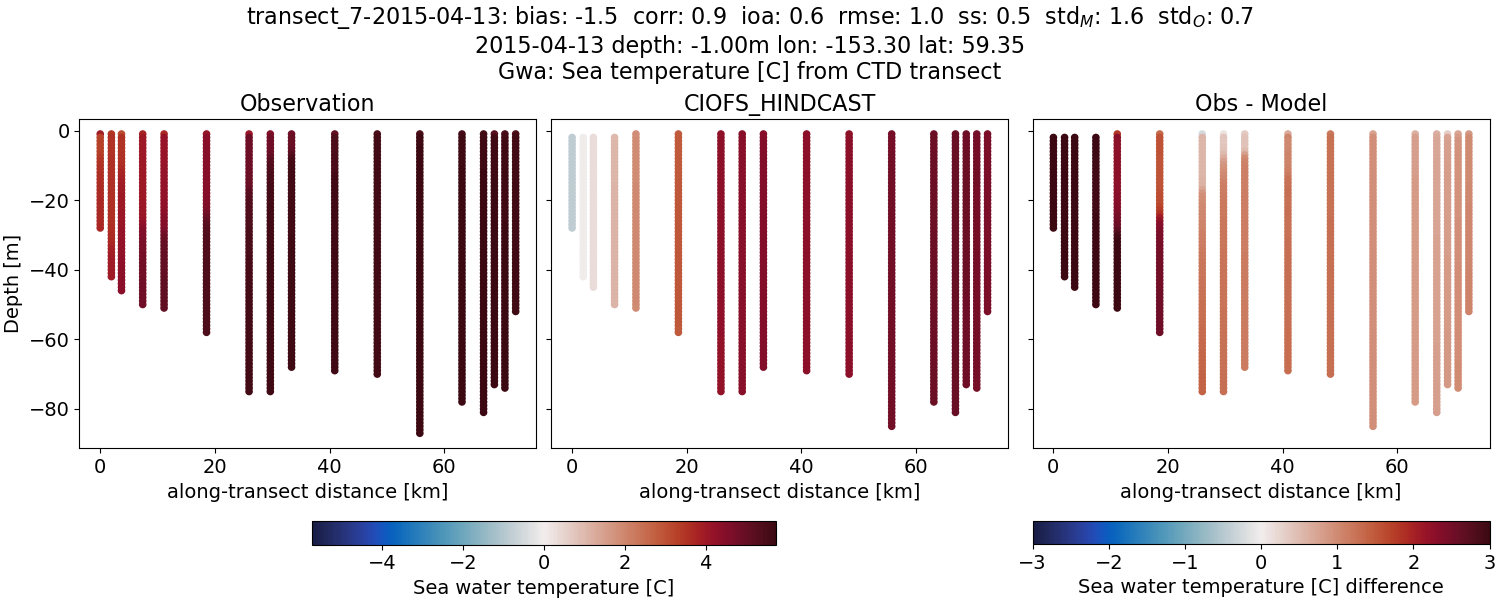 transect_7-2015-04-13: bias: -1.5  corr: 0.9  ioa: 0.6  rmse: 1.0  ss: 0.5  std_M: 1.6  std_O: 0.7
2015-04-13 depth: -1.00m lon: -153.30 lat: 59.35
Gwa: Sea temperature [C] from CTD transect
Observation
CIOFS_HINDCAST
Obs - Model
Depth [m]
0
−20
−40
−60
−80
0 20 40 60
0 20 40 60
0 20 40 60
along-transect distance [km]
along-transect distance [km]
along-transect distance [km]
−4 −2 0 2 4
Sea water temperature [C]
−3 −2 −1 0 1 2 3
Sea water temperature [C] difference